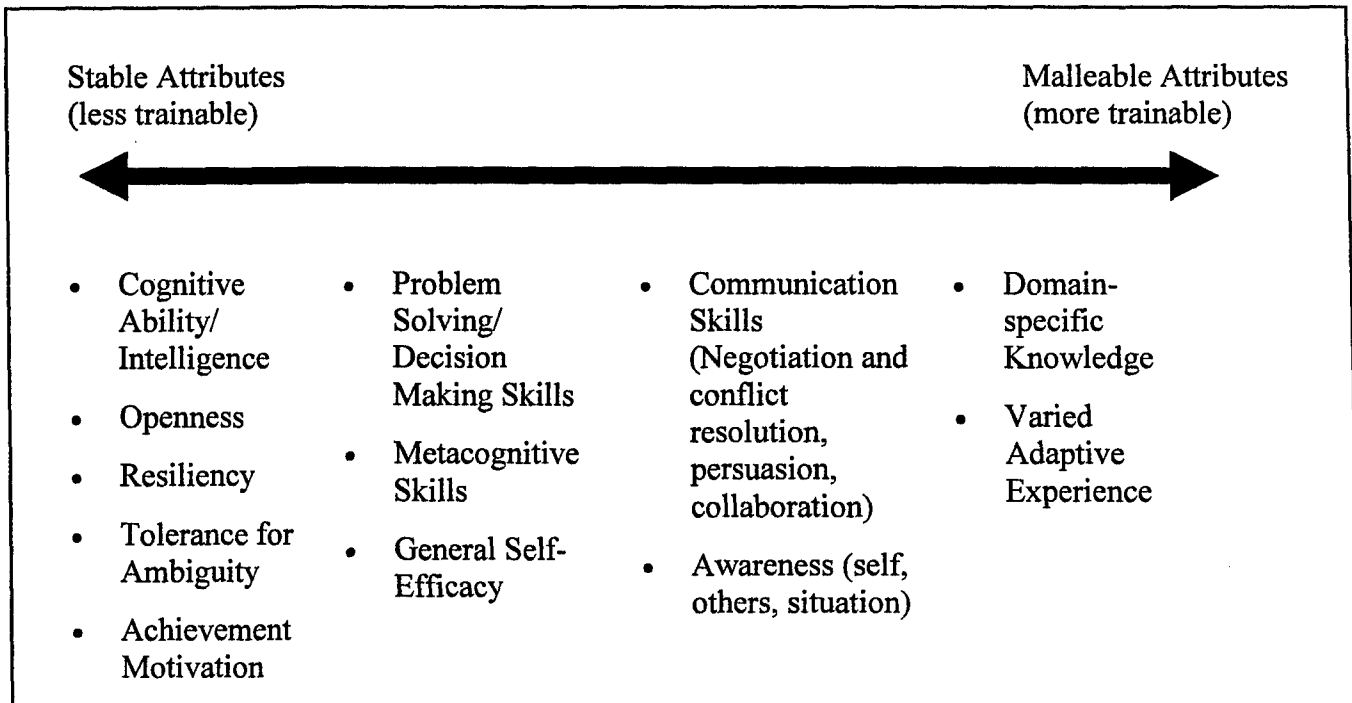 Stable Attributes
(less trainable)
Malleable Attributes
(more trainable)
• Cognitive
Ability/
Intelligence
• Openness
• Resiliency
• Tolerance for
Ambiguity
• Achievement
Motivation
• Problem
Solving/
Decision
Making Skills
• Metacognitive
Skills
• General Self-
Efficacy
• Communication
Skills
(Negotiation and
conflict
resolution,
persuasion,
collaboration)
• Awareness (self,
others, situation)
• Domain-
specific
Knowledge
• Varied
Adaptive
Experience